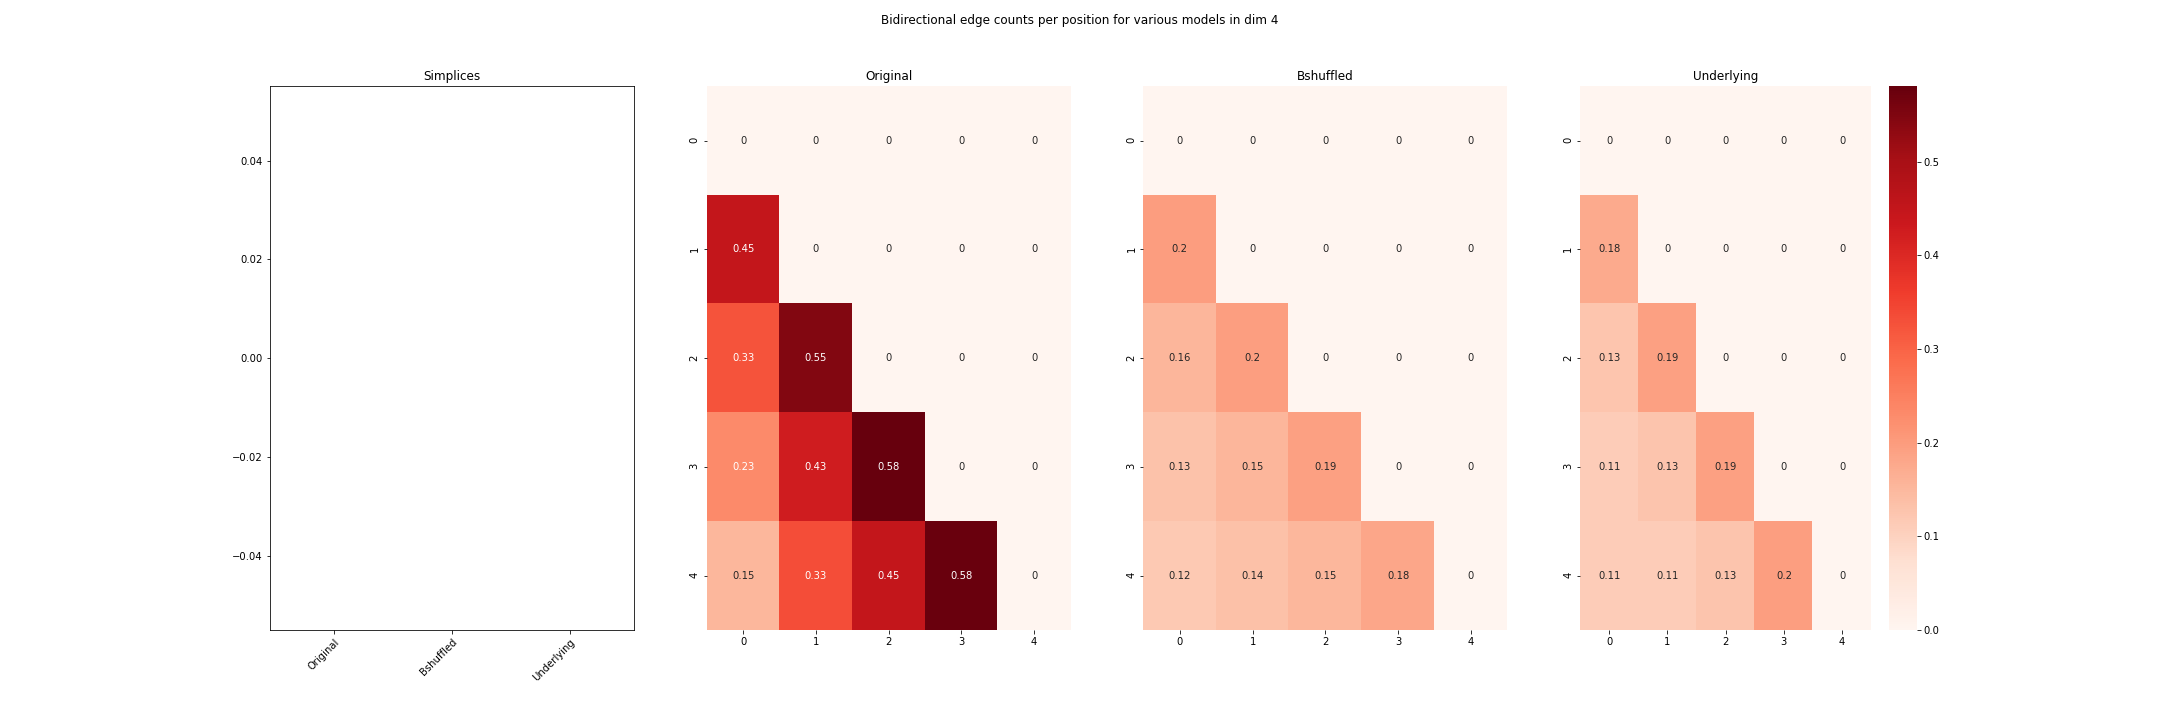 Bidirectional edge counts per position for various models in dim 4
Simplices
0.04
0.02
0.00
−0.02
−0.04
Original
Bshuffled
Underlying
Original
0 0 0 0 0 0
1 0.45 0 0 0 0
2 0.33 0.55 0 0 0
3 0.23 0.43 0.58 0 0
4 0.15 0.33 0.45 0.58 0
0 1 2 3 4
Bshuffled
0 0 0 0 0 0
1 0.2 0 0 0 0
2 0.16 0.2 0 0 0
3 0.13 0.15 0.19 0 0
4 0.12 0.14 0.15 0.18 0
0 1 2 3 4
Underlying
0 0 0 0 0 0
1 0.18 0 0 0 0
2 0.13 0.19 0 0 0
3 0.11 0.13 0.19 0 0
4 0.11 0.11 0.13 0.2 0
0 1 2 3 4
0.5
0.4
0.3
0.2
0.1
0.0